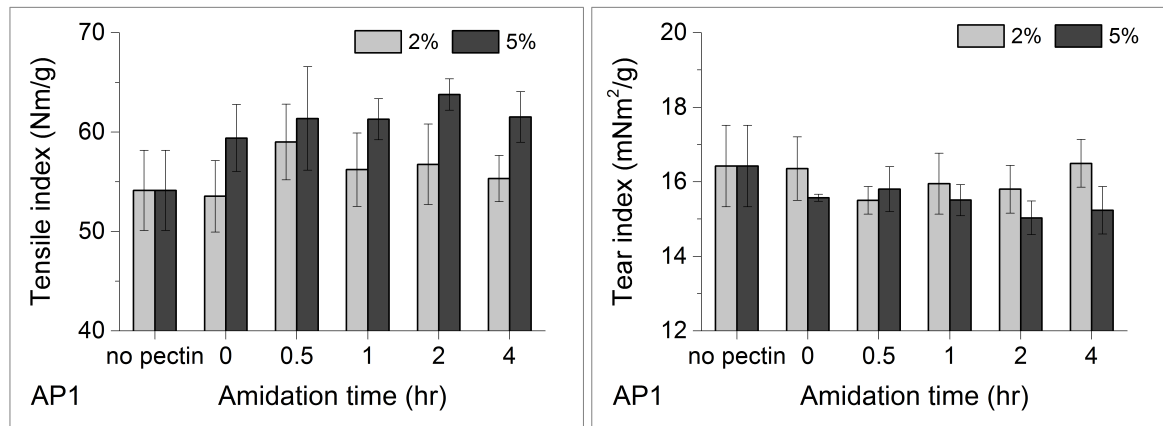 70
60
50
40
Tensile index (Nm/g)
2% 5%
no pectin 0 0.5 1 2 4
AP1 Amidation time (hr)
20
18
16
14
12
Tear index (mNm²/g)
2% 5%
no pectin 0 0.5 1 2 4
AP1 Amidation time (hr)